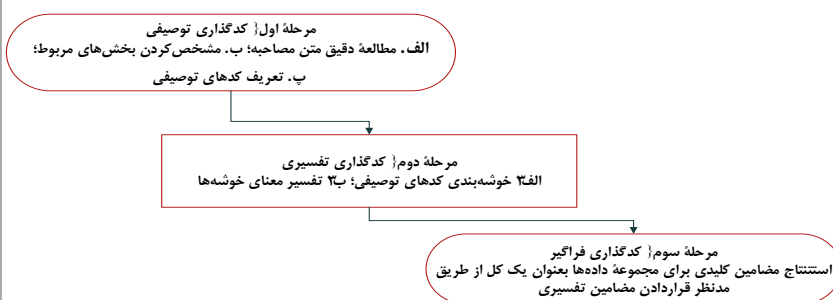 مرحلهٔ اول{ کدگذاری توصیفی
الف. مطالعهٔ دقیق متن مصاحبه؛ ب. مشخص‌کردن بخش‌های مربوط؛
پ. تعریف کدهای توصیفی
مرحلهٔ دوم{ کدگذاری تفسیری
الف۳ خوشه‌بندی کدهای توصیفی؛ ب۳ تفسیر معنای خوشه‌ها
مرحلهٔ سوم{ کدگذاری فراگیر
استنتاج مضامین کلیدی برای مجموعهٔ داده‌ها بعنوان یک کل از طریق
مدنظر قراردادن مضامین تفسیری